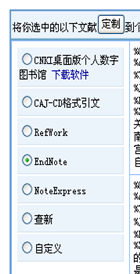 将你选中的以下文献 定制 到
CNKI桌面版个人数字
图书馆 下载软件
CAJ-CD格式引文
RefWork
EndNote
NoteExpress
查新
自定义